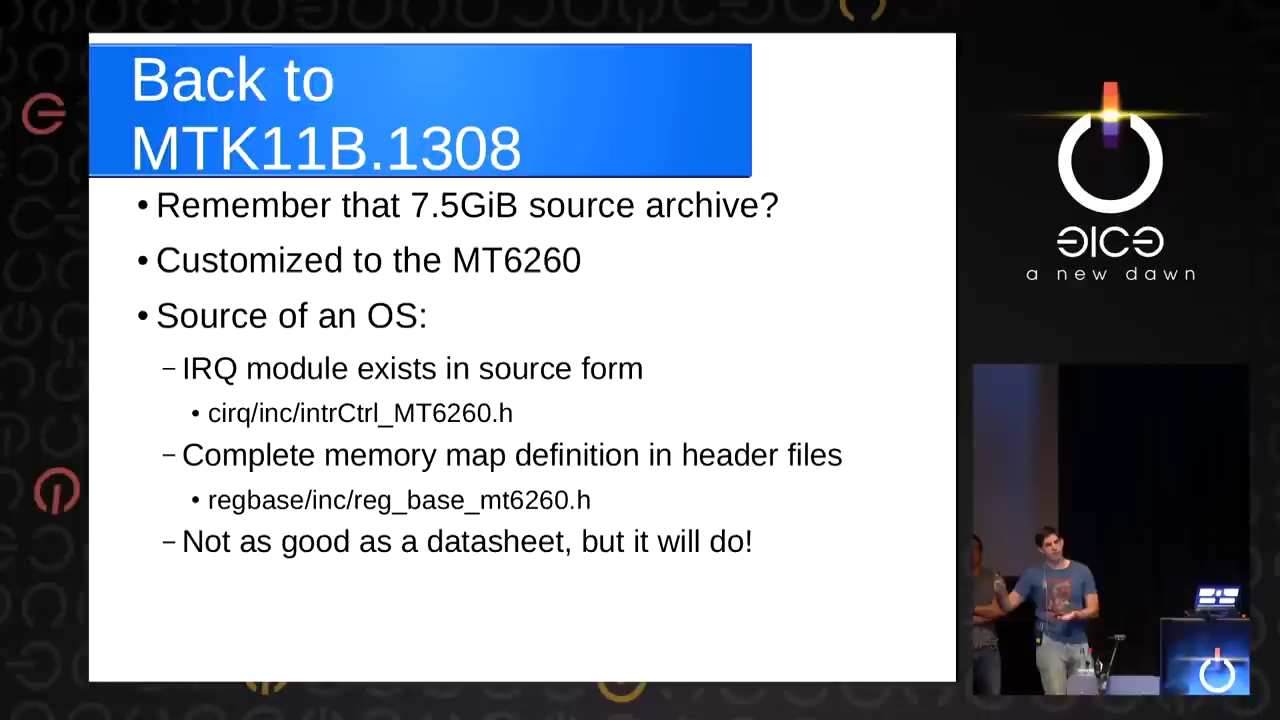 Back to
MTK11B.1308
• Remember that 7.5GiB source archive?
• Customized to the MT6260
• Source of an OS:
– IRQ module exists in source form
• cirq/inc/intrCtrl_MT6260.h
– Complete memory map definition in header files
• regbase/inc/reg_base_mt6260.h
– Not as good as a datasheet, but it will do!
ƎICƏ
a new dawn